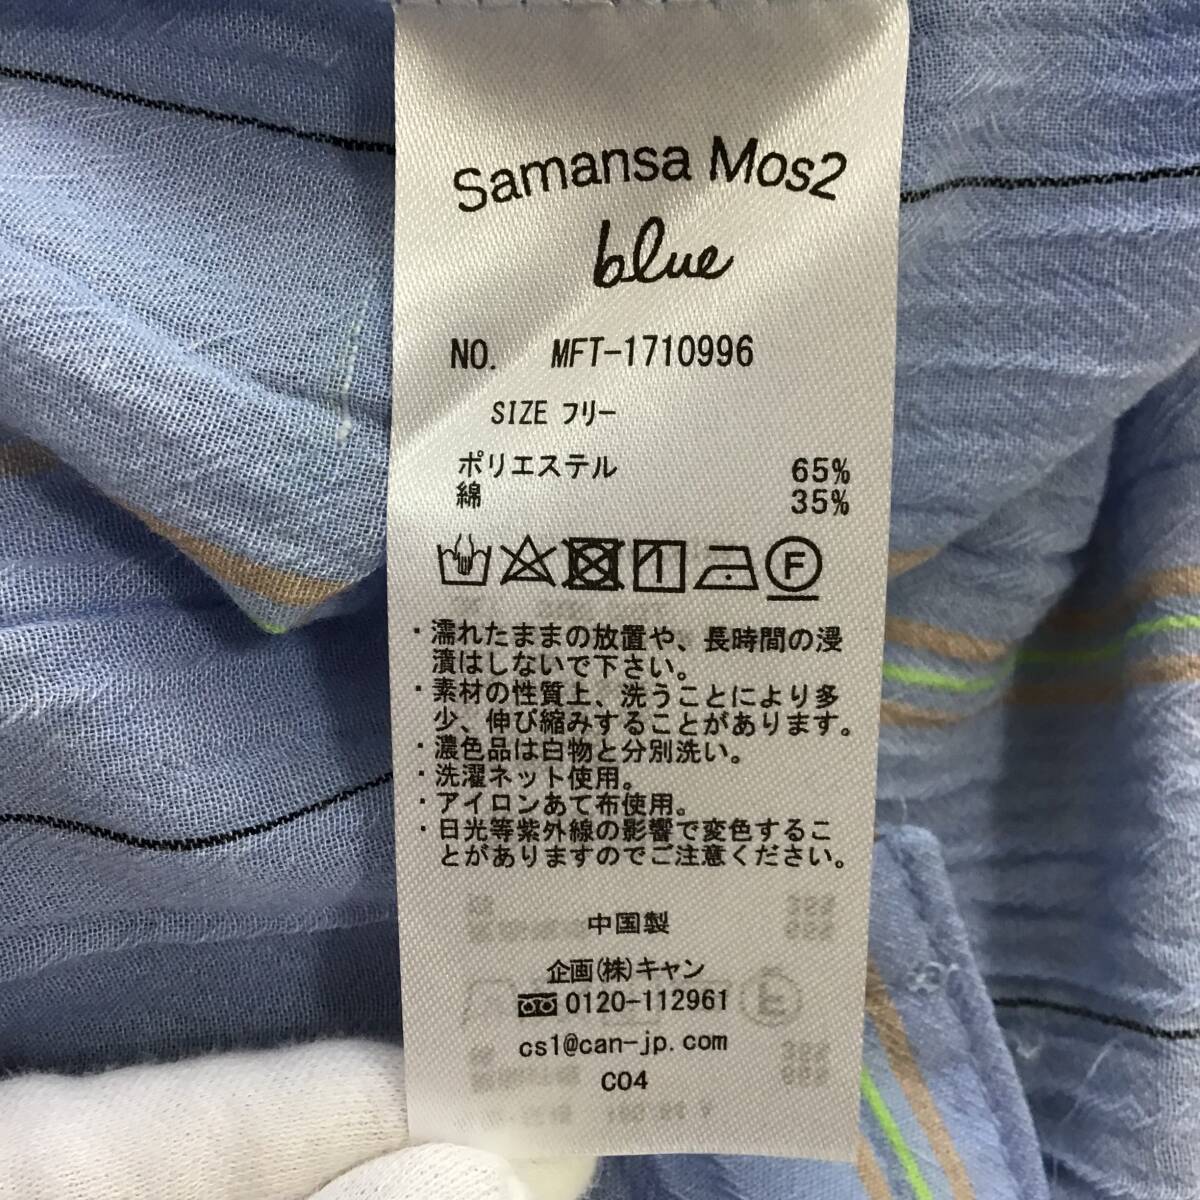 Samansa Mos2
blue
NO. MFT-1710996
SIZE フリー
ポリエステル 65%
綿 35%
F
・濡れたままの放置や、長時間の浸
漬はしないで下さい。
・素材の性質上、洗うことにより多
少、伸び縮みすることがあります。
・濃色品は白物と分別洗い。
・洗濯ネット使用。
・アイロンあて布使用。
・日光等紫外線の影響で変色するこ
とがありますのでご注意ください。
中国製
企画(株)キャン
0120-112961
cs1@can-jp.com
C04